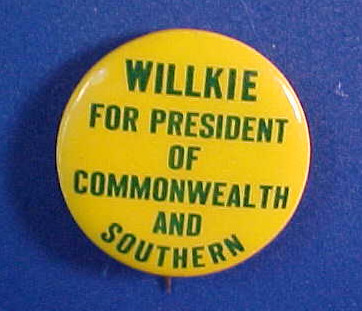 WILLKIE
FOR PRESIDENT
OF
COMMONWEALTH
AND
SOUTHERN